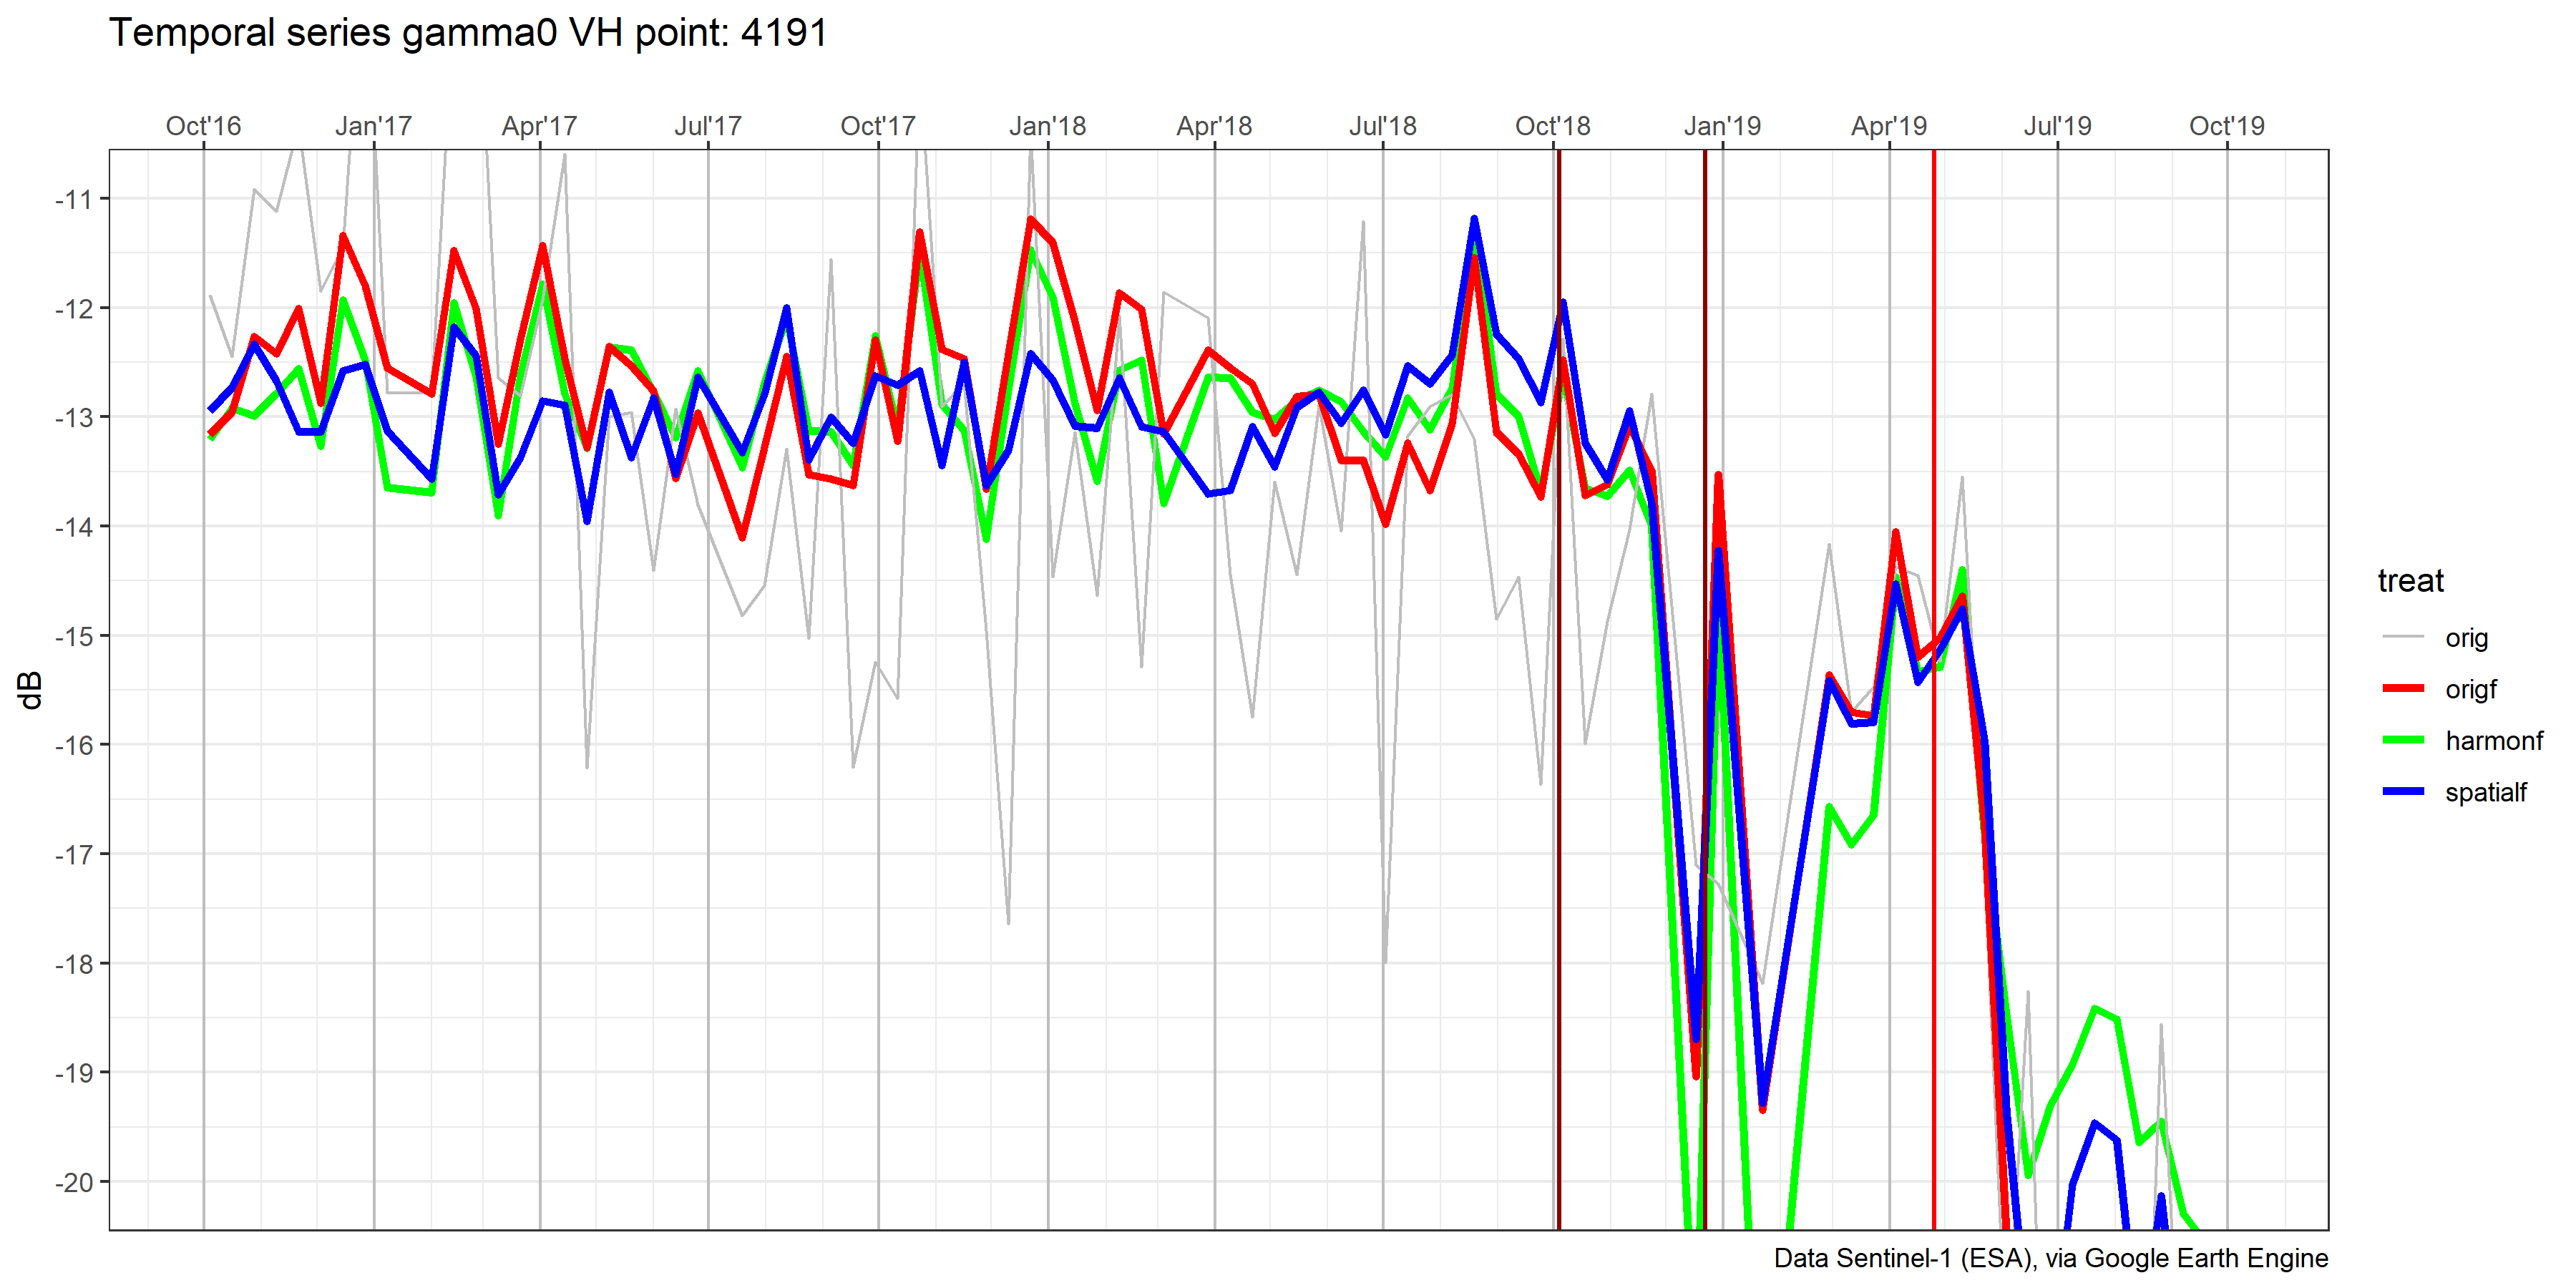 Temporal series gamma0 VH point: 4191
Oct'16 Jan'17 Apr'17 Jul'17 Oct'17 Jan'18 Apr'18 Jul'18 Oct'18 Jan'19 Apr'19 Jul'19 Oct'19
-11
-12
-13
-14
-15
-16
-17
-18
-19
-20
dB
treat
orig
origf
harmonf
spatialf
Data Sentinel-1 (ESA), via Google Earth Engine